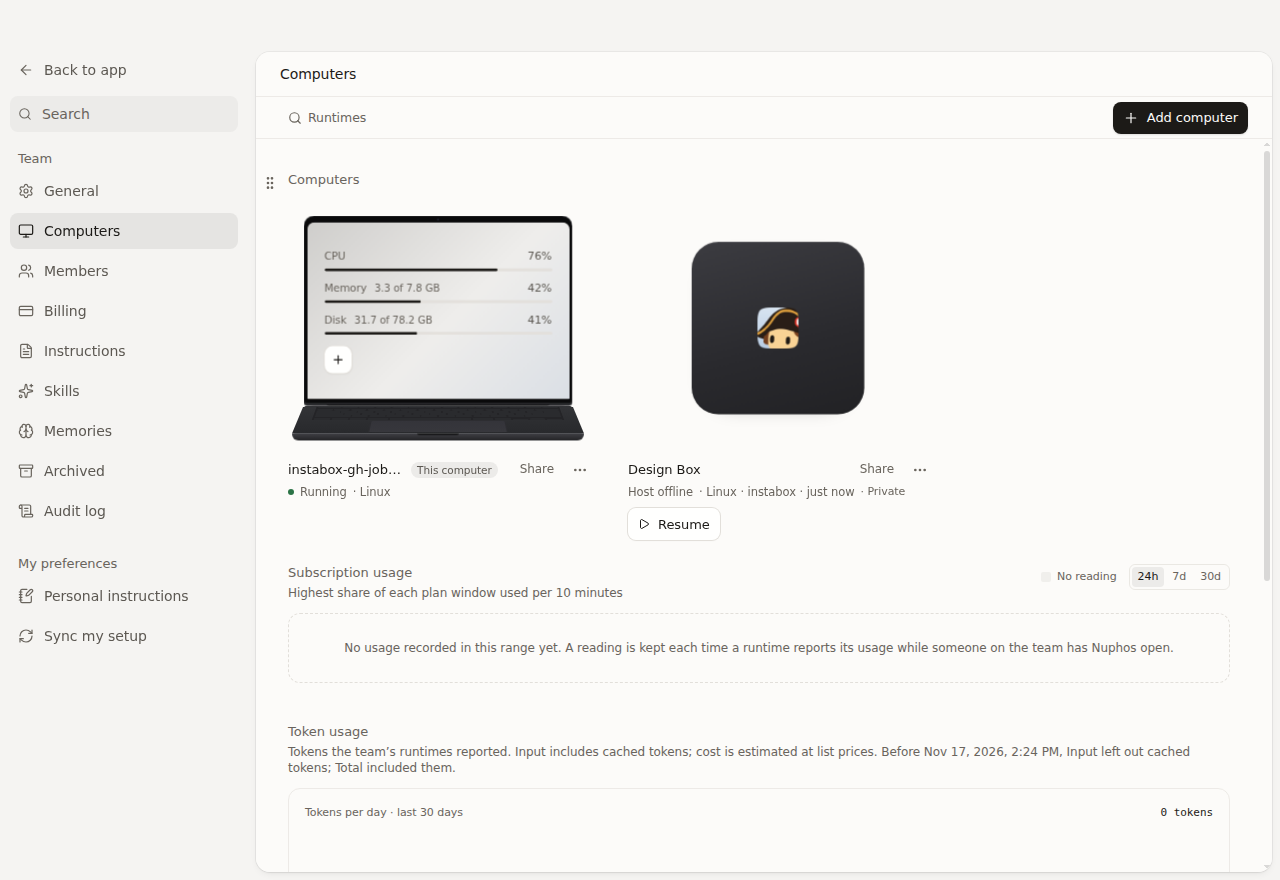 Back to app
Search
Team
General
Computers
Members
Billing
Instructions
Skills
Memories
Archived
Audit log
My preferences
Personal instructions
Sync my setup
Computers
Runtimes
Add computer
Computers
CPU 76%
Memory 3.3 of 7.8 GB 42%
Disk 31.7 of 78.2 GB 41%
instabox-gh-job… This computer Share
Running · Linux
Design Box Share
Host offline · Linux · instabox · just now · Private
Resume
Subscription usage
Highest share of each plan window used per 10 minutes
No reading 24h 7d 30d
No usage recorded in this range yet. A reading is kept each time a runtime reports its usage while someone on the team has Nuphos open.
Token usage
Tokens the team’s runtimes reported. Input includes cached tokens; cost is estimated at list prices. Before Nov 17, 2026, 2:24 PM, Input left out cached
tokens; Total included them.
Tokens per day · last 30 days 0 tokens